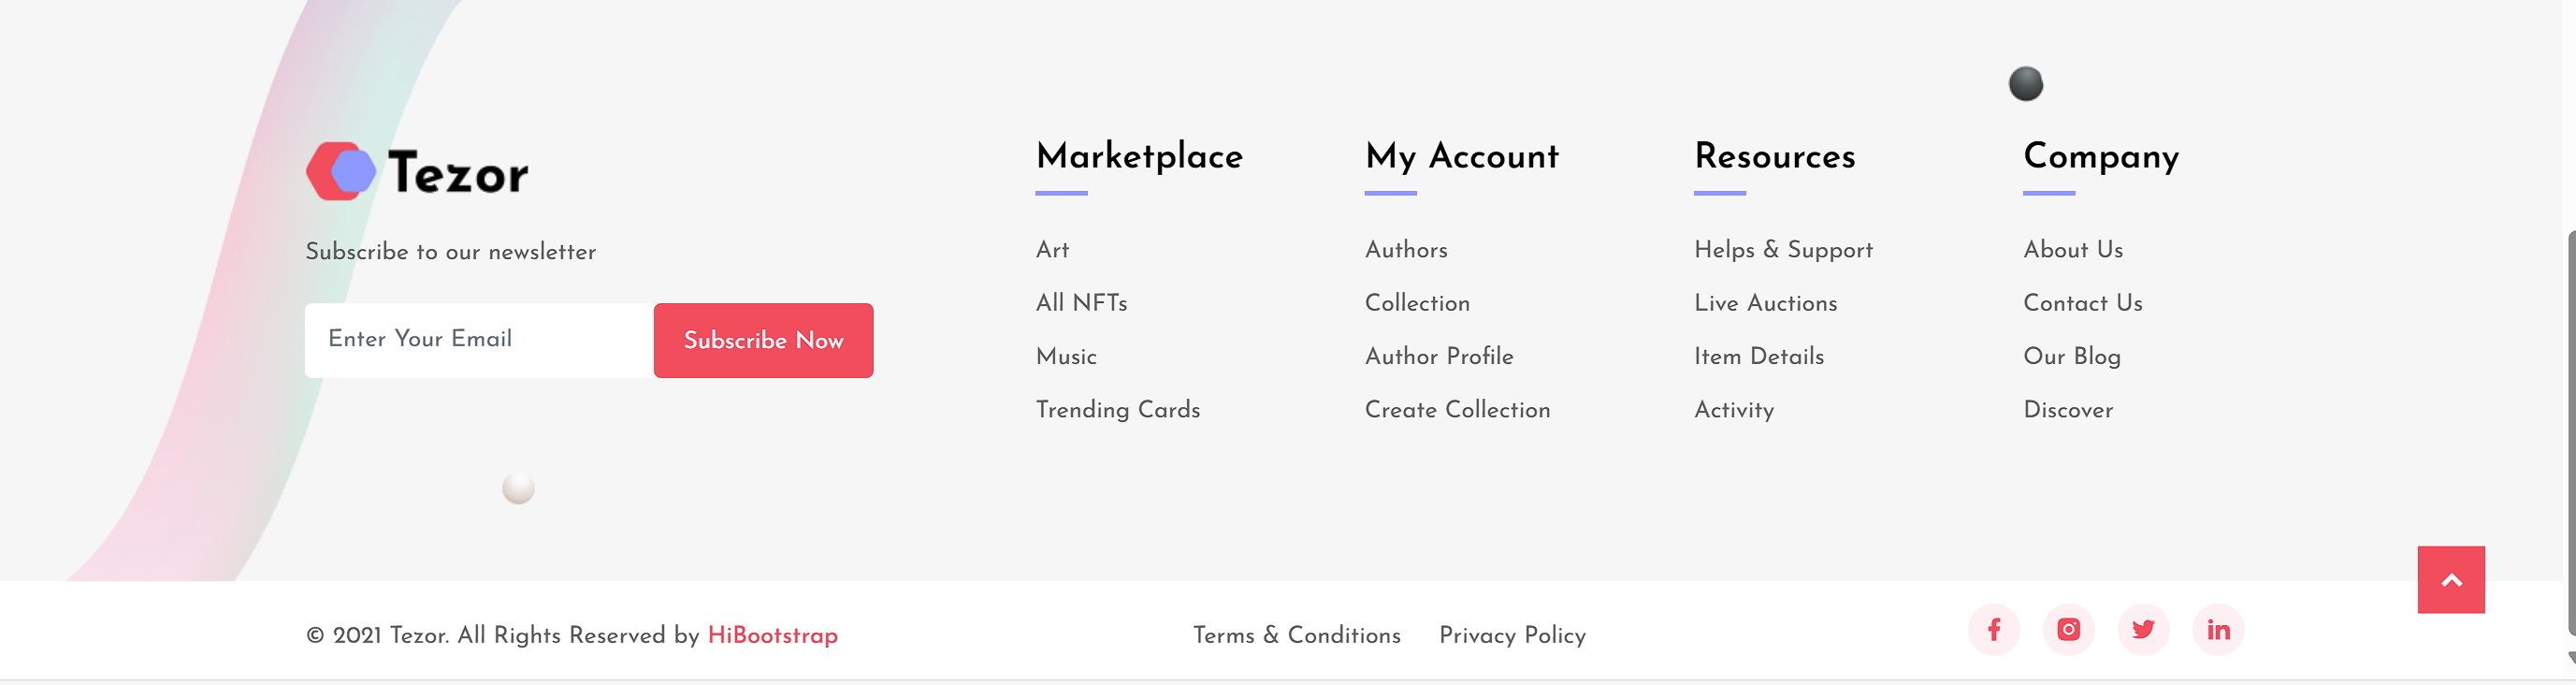 Tezor
Subscribe to our newsletter
Enter Your Email
Subscribe Now
Marketplace
Art
All NFTs
Music
Trending Cards
My Account
Authors
Collection
Author Profile
Create Collection
Resources
Helps & Support
Live Auctions
Item Details
Activity
Company
About Us
Contact Us
Our Blog
Discover
© 2021 Tezor. All Rights Reserved by HiBootstrap
Terms & Conditions
Privacy Policy